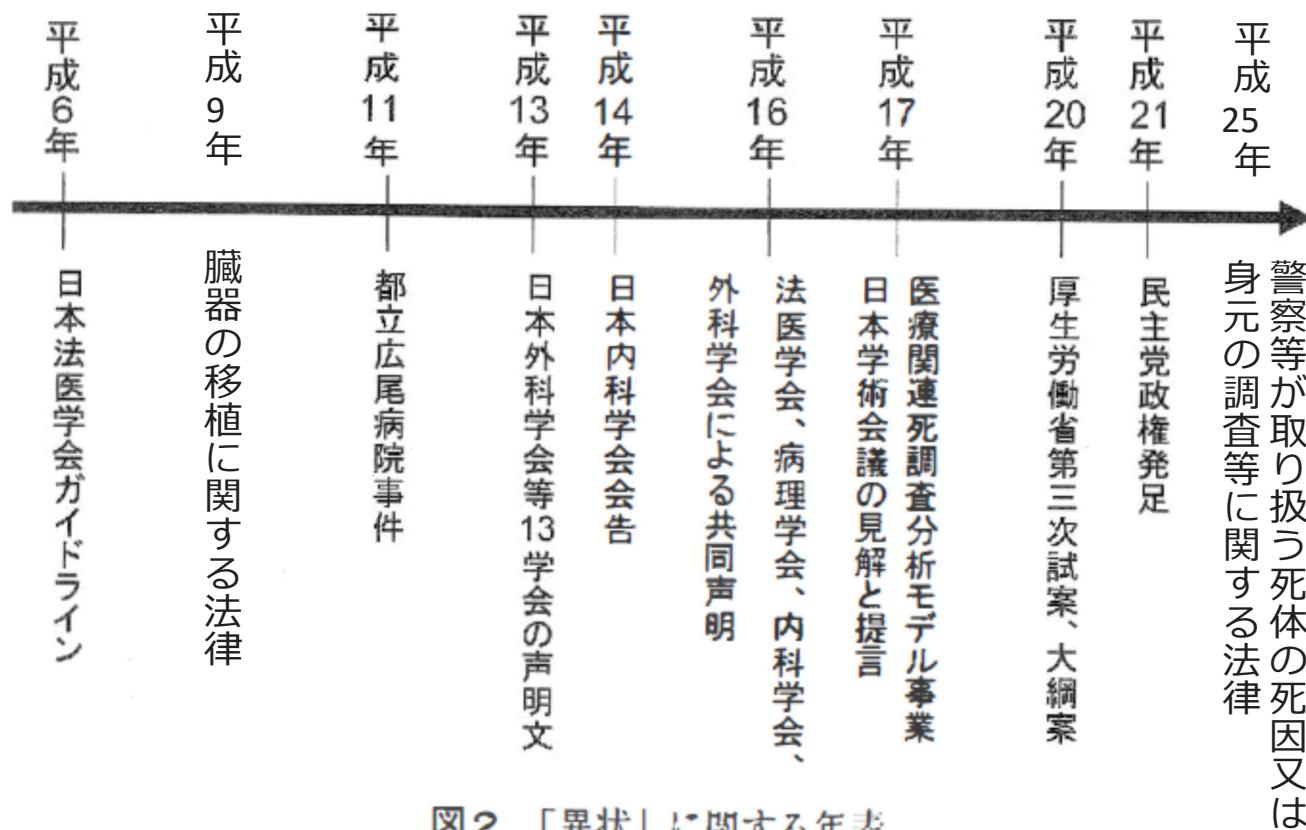 平成6年
平成9年
平成11年
平成13年
平成14年
平成16年
平成17年
平成20年
平成21年
平成25年
日本法医学会ガイドライン
臓器の移植に関する法律
都立広尾病院事件
日本外科学会等13学会の声明文
日本内科学会会告
法医学会、病理学会、内科学会、
外科学会による共同声明
医療関連死調査分析モデル事業
日本学術会議の見解と提言
厚生労働省第三次試案、大綱案
民主党政権発足
警察等が取り扱う死体の死因又は
身元の調査等に関する法律
図2 「異状」に関する年表